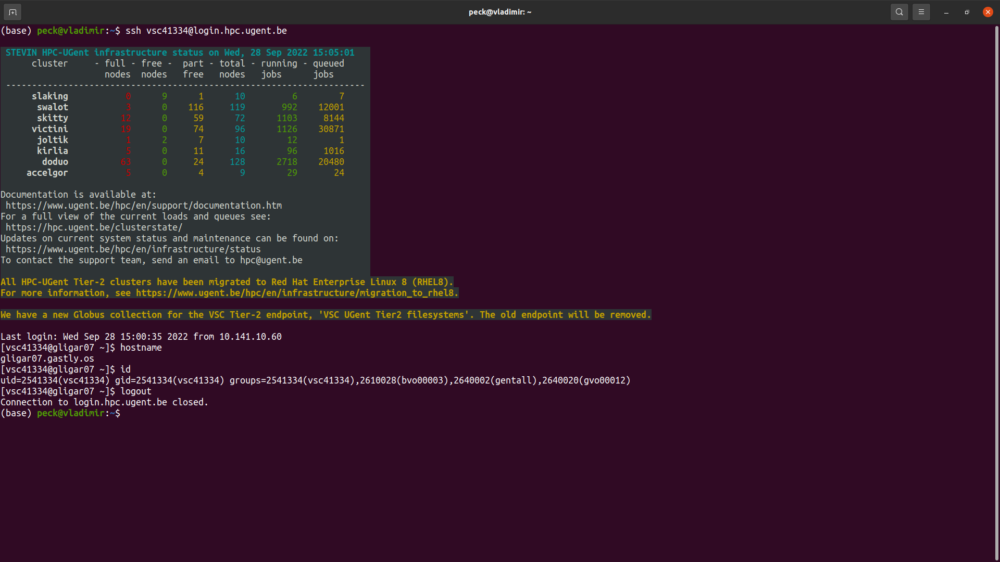 peck@vladimir: ~
(base) peck@vladimir:~$ ssh vsc41334@login.hpc.ugent.be
STEVIN HPC-UGent infrastructure status on Wed, 28 Sep 2022 15:05:01
cluster - full - free - part - total - running - queued
nodes nodes free nodes jobs jobs
---------------------------------------------------------------------
slaking 0 9 1 10 6 7
swalot 3 0 116 119 992 12001
skitty 12 0 59 72 1103 8144
victini 19 0 74 96 1126 30871
joltik 1 2 7 10 12 1
kirlia 5 0 11 16 96 1016
doduo 63 0 24 128 2718 20480
accelgor 5 0 4 9 29 24
Documentation is available at:
https://www.ugent.be/hpc/en/support/documentation.htm
For a full view of the current loads and queues see:
https://hpc.ugent.be/clusterstate/
Updates on current system status and maintenance can be found on:
https://www.ugent.be/hpc/en/infrastructure/status
To contact the support team, send an email to hpc@ugent.be
All HPC-UGent Tier-2 clusters have been migrated to Red Hat Enterprise Linux 8 (RHEL8).
For more information, see https://www.ugent.be/hpc/en/infrastructure/migration_to_rhel8.
We have a new Globus collection for the VSC Tier-2 endpoint, 'VSC UGent Tier2 filesystems'. The old endpoint will be removed.
Last login: Wed Sep 28 15:00:35 2022 from 10.141.10.60
[vsc41334@gligar07 ~]$ hostname
gligar07.gastly.os
[vsc41334@gligar07 ~]$ id
uid=2541334(vsc41334) gid=2541334(vsc41334) groups=2541334(vsc41334),2610028(bvo00003),2640002(gentall),2640020(gvo00012)
[vsc41334@gligar07 ~]$ logout
Connection to login.hpc.ugent.be closed.
(base) peck@vladimir:~$